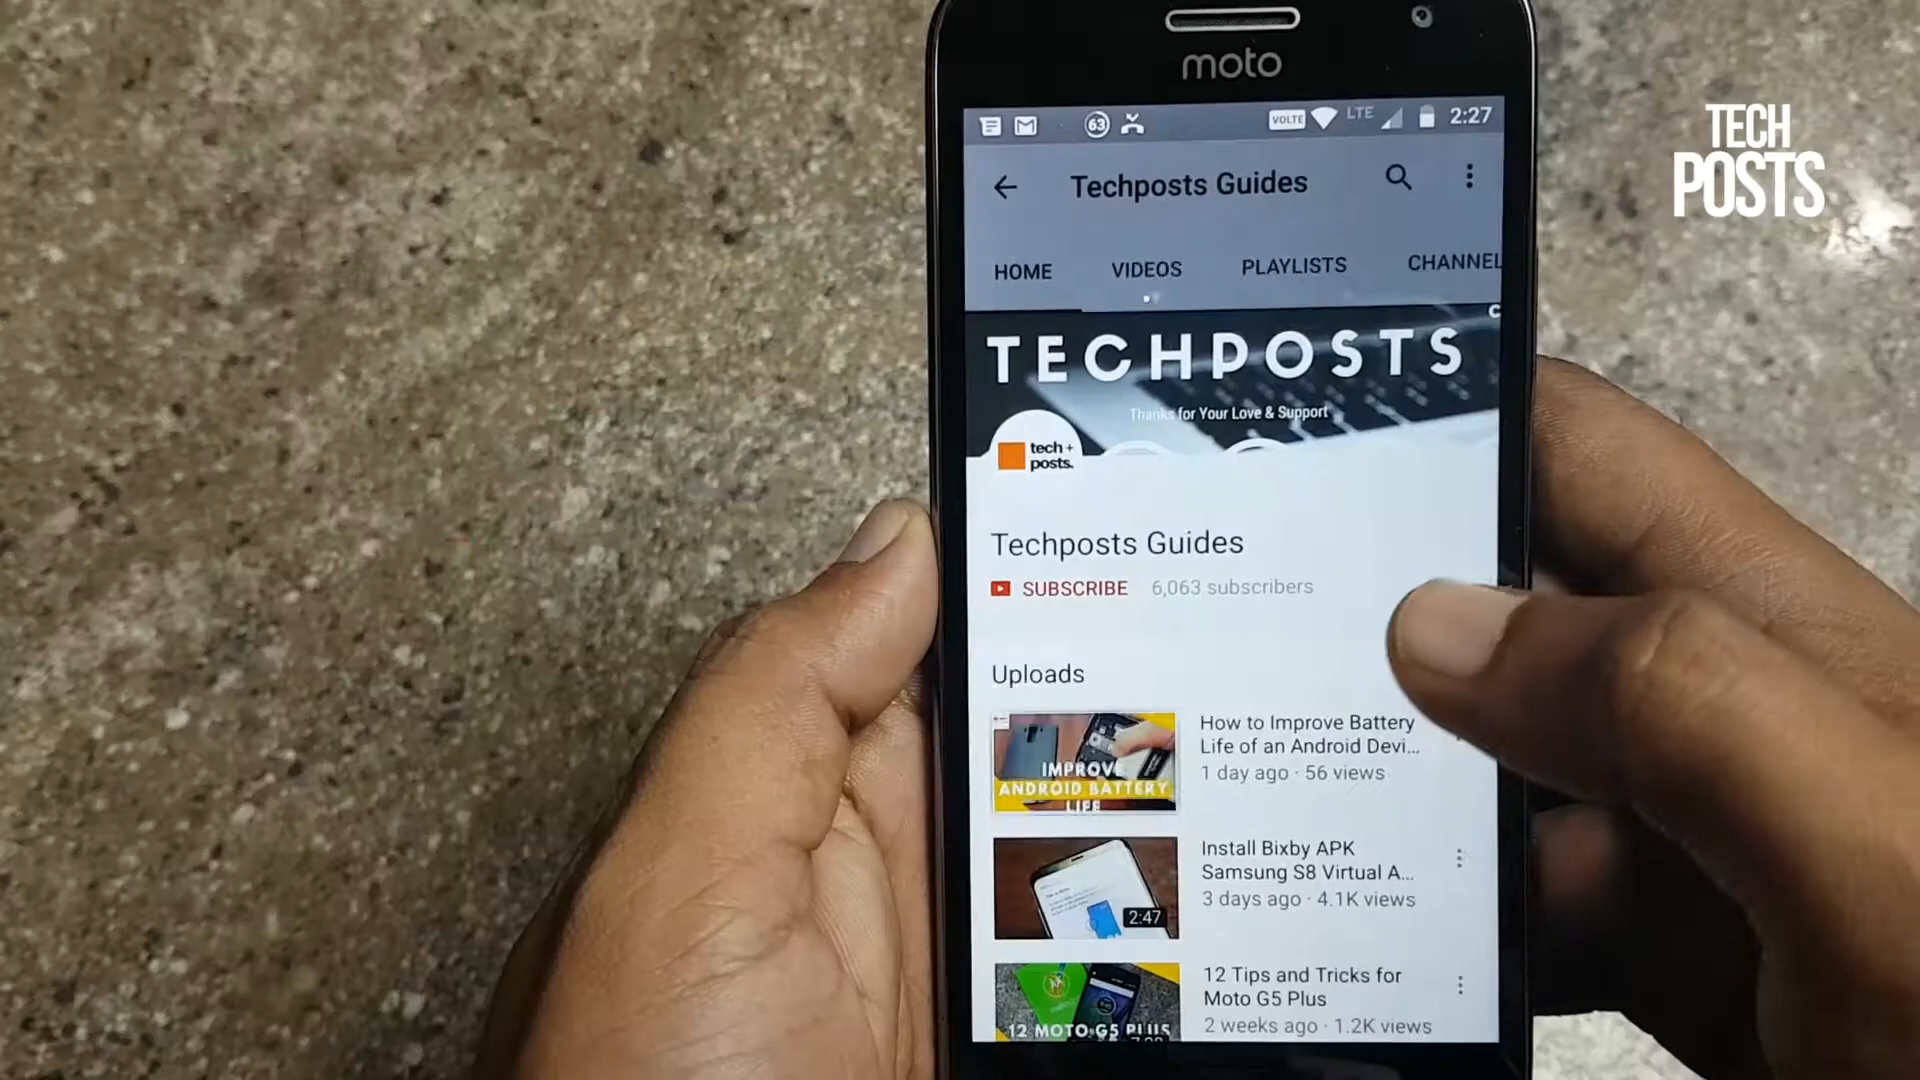 moto
63
VOLTE
LTE
2:27
Techposts Guides
HOME
VIDEOS
PLAYLISTS
CHANNEL
TECHPOSTS
Thanks for Your Love & Support
tech+
posts.
Techposts Guides
SUBSCRIBE
6,063 subscribers
Uploads
IMPROVE
ANDROID BATTERY
LIFE
How to Improve Battery
Life of an Android Devi...
1 day ago · 56 views
2:47
Install Bixby APK
Samsung S8 Virtual A...
3 days ago · 4.1K views
12 MOTO G5 PLUS
12 Tips and Tricks for
Moto G5 Plus
2 weeks ago · 1.2K views
TECH
POSTS